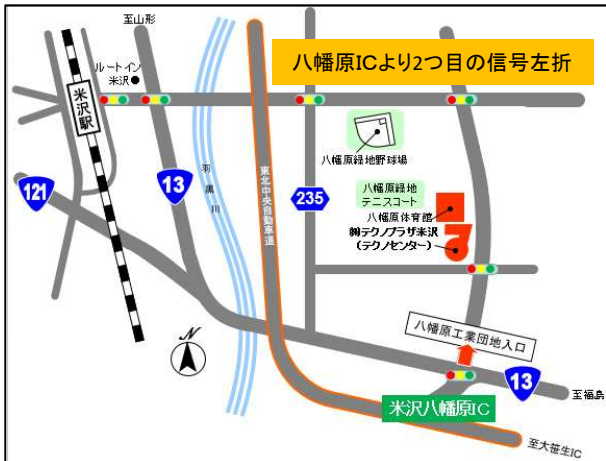 至山形
八幡原ICより2つ目の信号左折
ルートイン
米沢
米沢駅
八幡原緑地野球場
121
13
羽黒川
東北中央自動車道
235
八幡原緑地
テニスコート
八幡原体育館
㈱テクノプラザ米沢
(テクノセンター)
N
八幡原工業団地入口
13
至福島
米沢八幡原IC
至大笹生IC